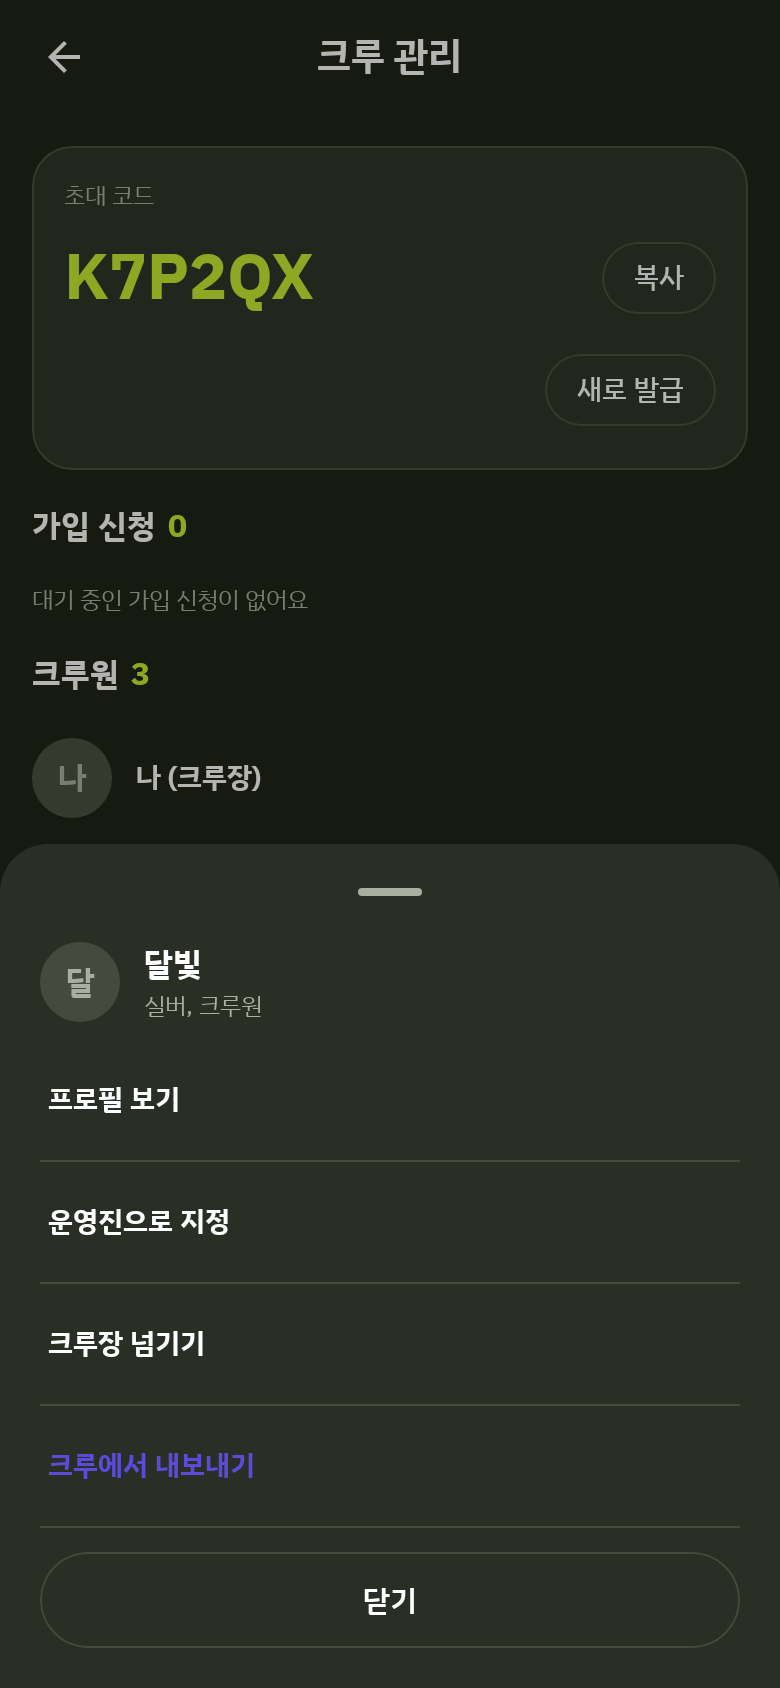 크루 관리
초대 코드
K7P2QX
복사
새로 발급
가입 신청 0
대기 중인 가입 신청이 없어요
크루원 3
나
나 (크루장)
달
달빛
실버, 크루원
프로필 보기
운영진으로 지정
크루장 넘기기
크루에서 내보내기
닫기